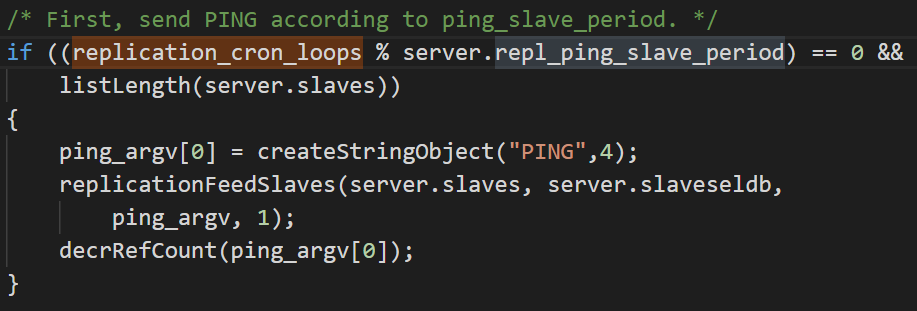 /* First, send PING according to ping_slave_period. */
if ((replication_cron_loops % server.repl_ping_slave_period) == 0 &&
    listLength(server.slaves))
{
    ping_argv[0] = createStringObject("PING",4);
    replicationFeedSlaves(server.slaves, server.slaveseldb,
        ping_argv, 1);
    decrRefCount(ping_argv[0]);
}